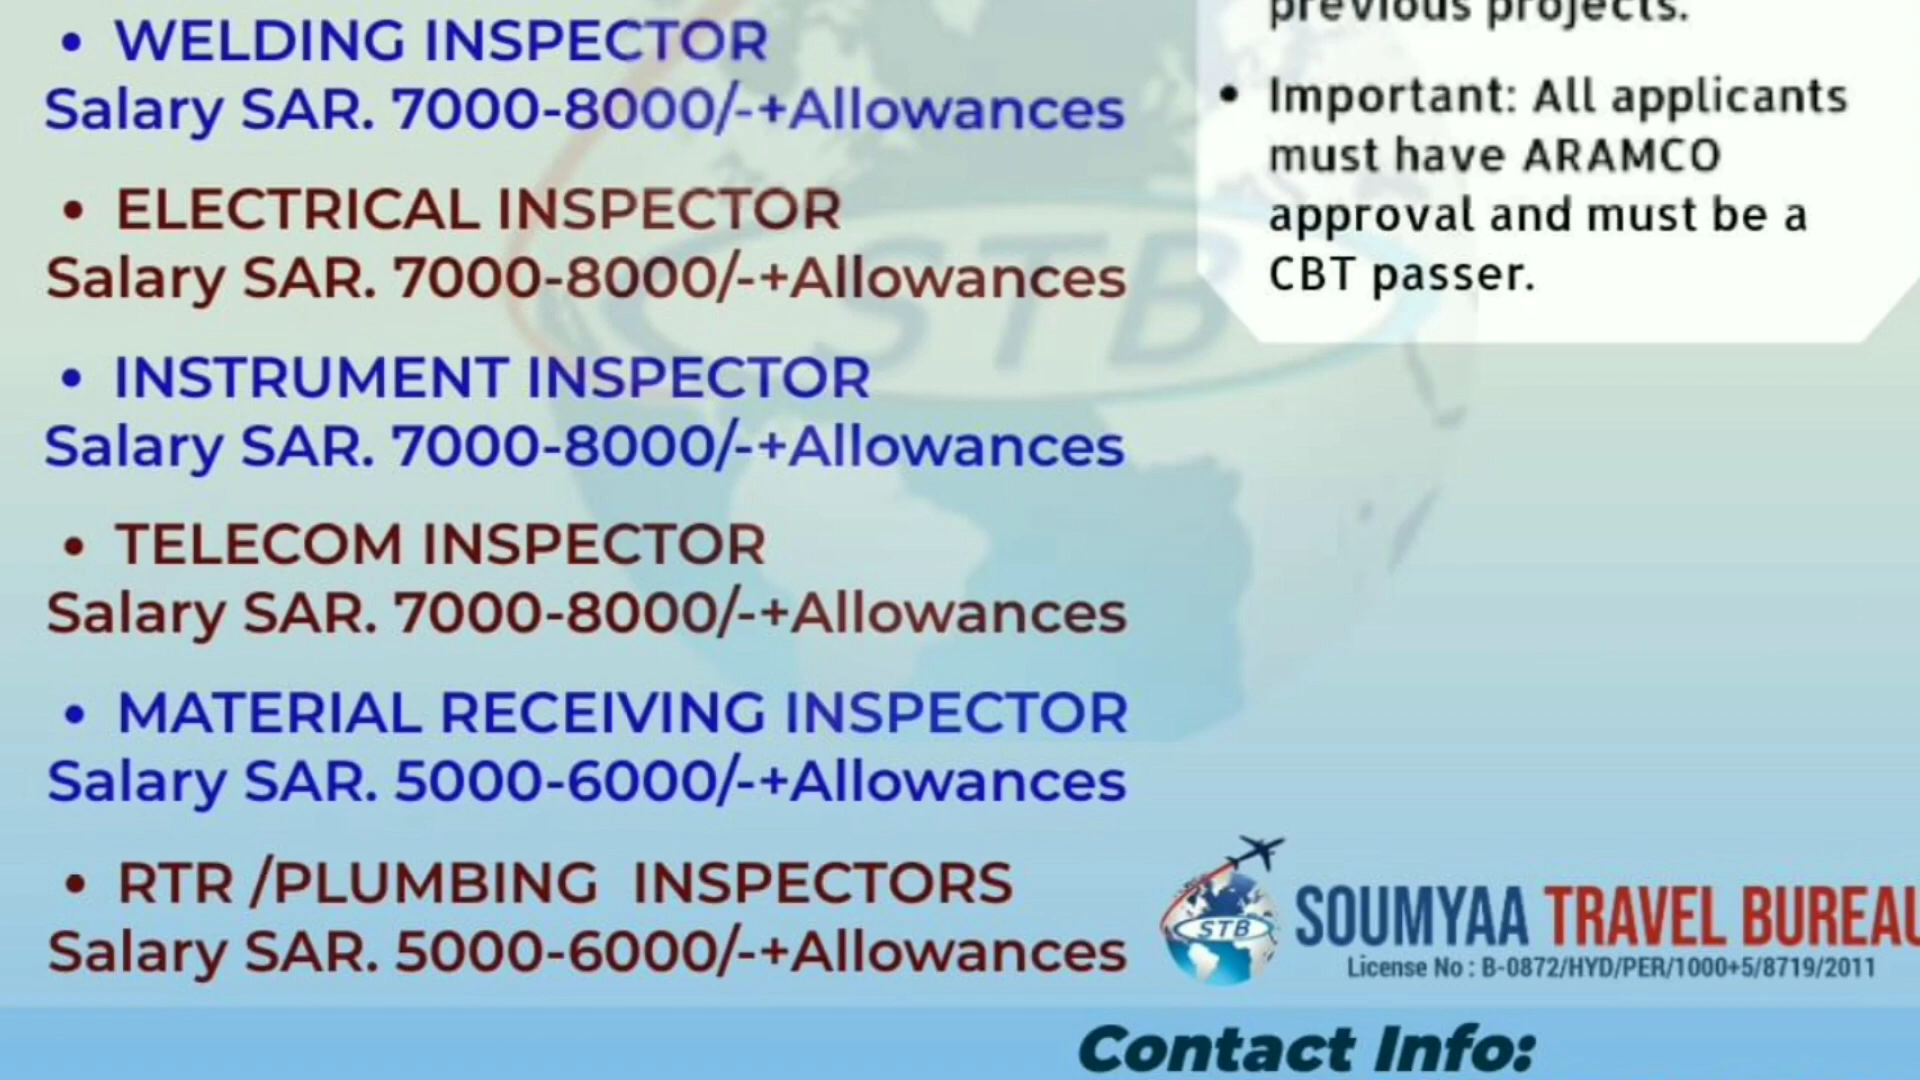 • WELDING INSPECTOR
Salary SAR. 7000-8000/-+Allowances
• ELECTRICAL INSPECTOR
Salary SAR. 7000-8000/-+Allowances
• INSTRUMENT INSPECTOR
Salary SAR. 7000-8000/-+Allowances
• TELECOM INSPECTOR
Salary SAR. 7000-8000/-+Allowances
• MATERIAL RECEIVING INSPECTOR
Salary SAR. 5000-6000/-+Allowances
• RTR /PLUMBING INSPECTORS
Salary SAR. 5000-6000/-+Allowances
previous projects.
• Important: All applicants
must have ARAMCO
approval and must be a
CBT passer.
STB
STB
SOUMYAA TRAVEL BUREAU
License No : B-0872/HYD/PER/1000+5/8719/2011
Contact Info: